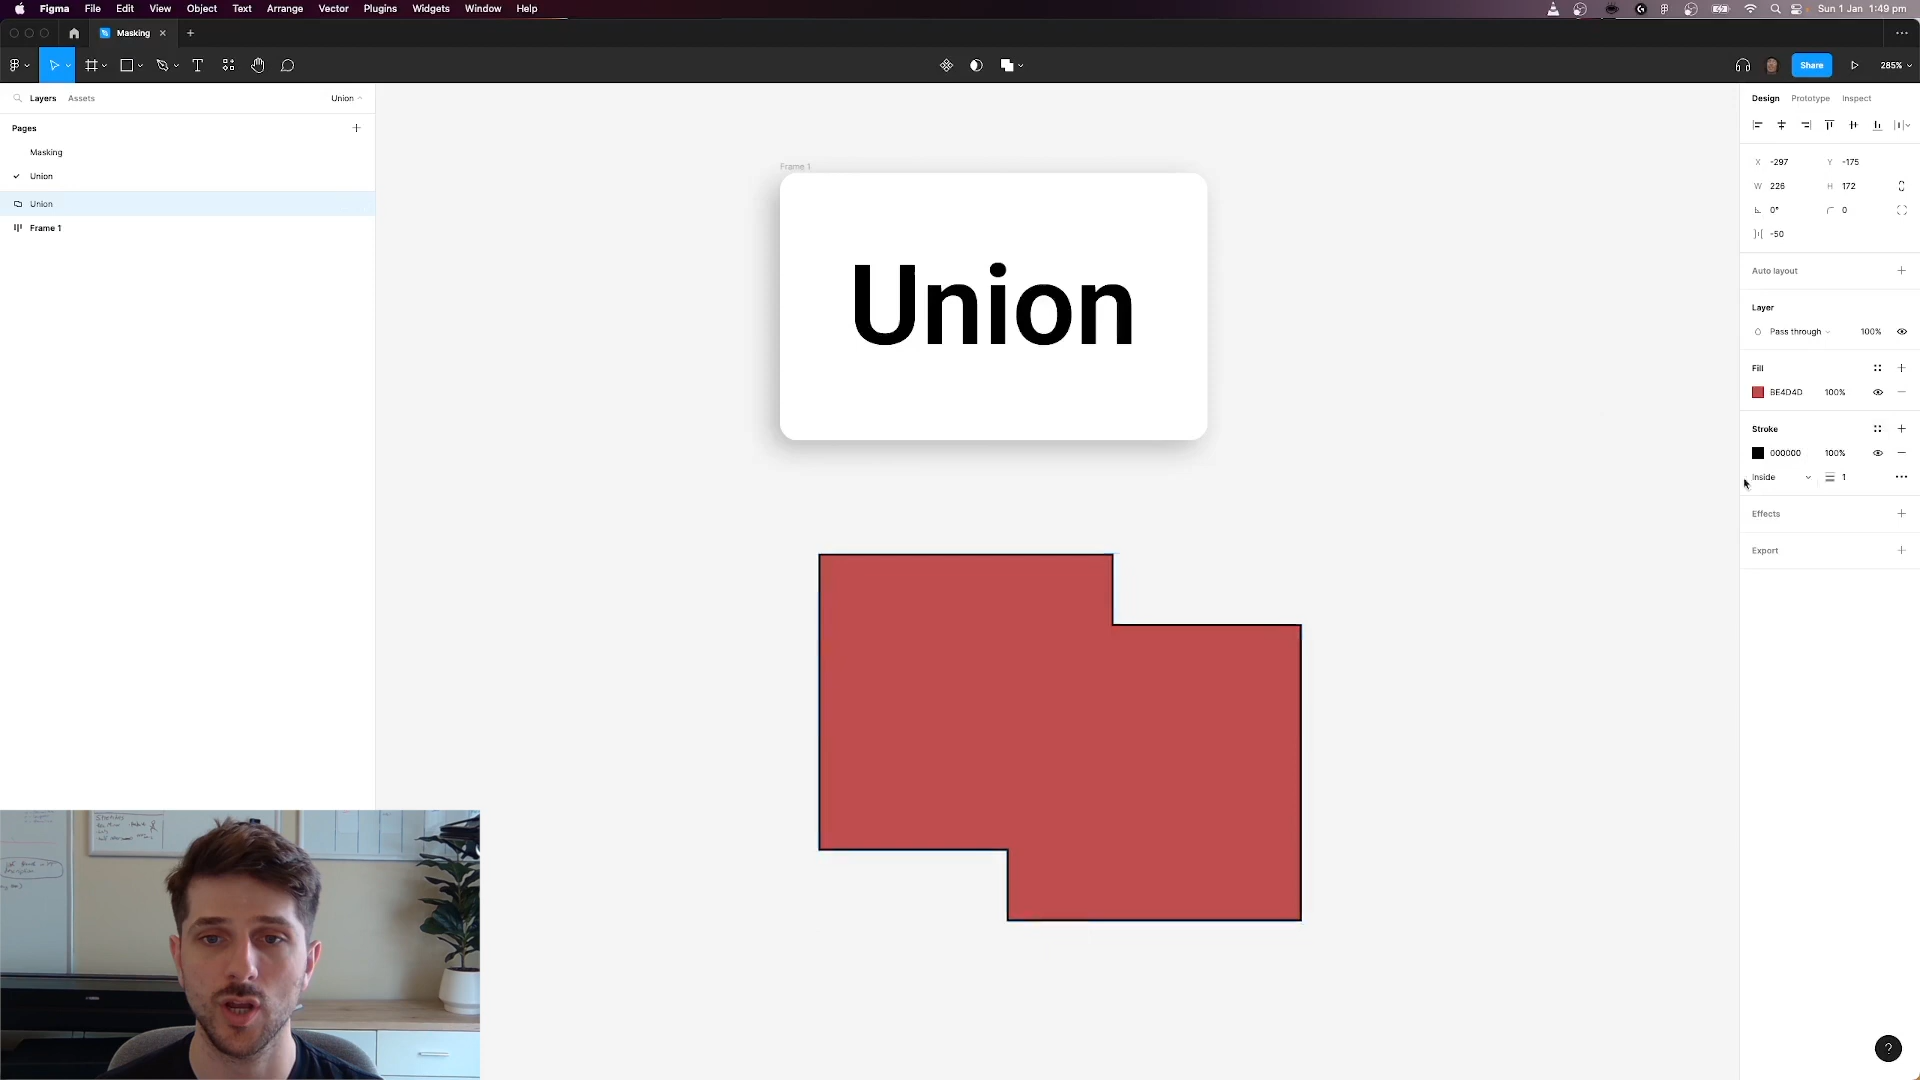 Figma File Edit View Object Text Arrange Vector Plugins Widgets Window Help Sun 1 Jan 1:49 pm
Masking
Share 285%
Layers Assets Union
Pages
Masking
Union
Union
Frame 1
Frame 1
Union
Design Prototype Inspect
X -297 Y -175
W 226 H 172
0° 0
-50
Auto layout
Layer
Pass through 100%
Fill
BE4D4D 100%
Stroke
000000 100%
Inside 1
Effects
Export
?